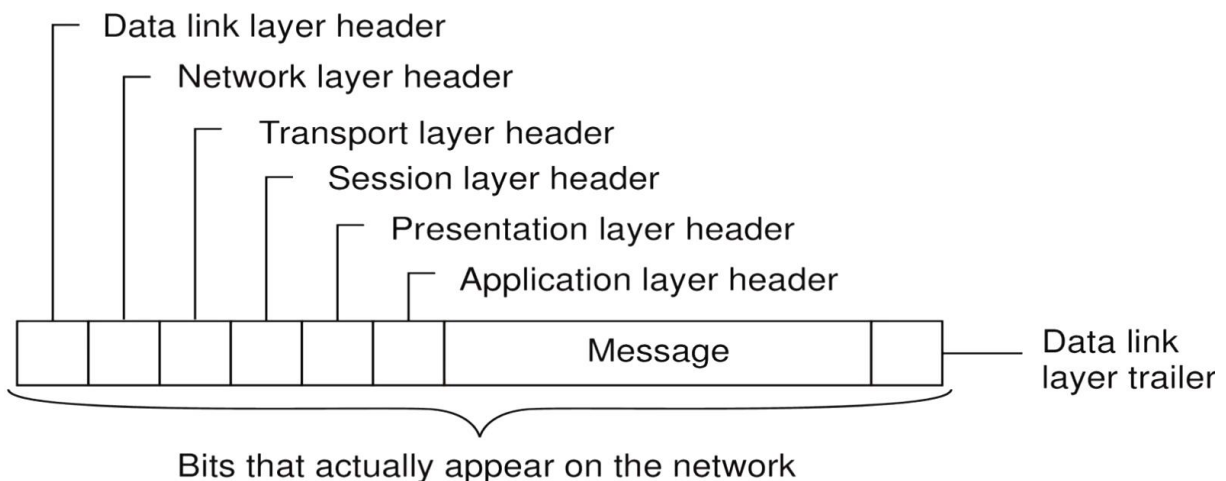 Data link layer header
Network layer header
Transport layer header
Session layer header
Presentation layer header
Application layer header
Message
Data link
layer trailer
Bits that actually appear on the network